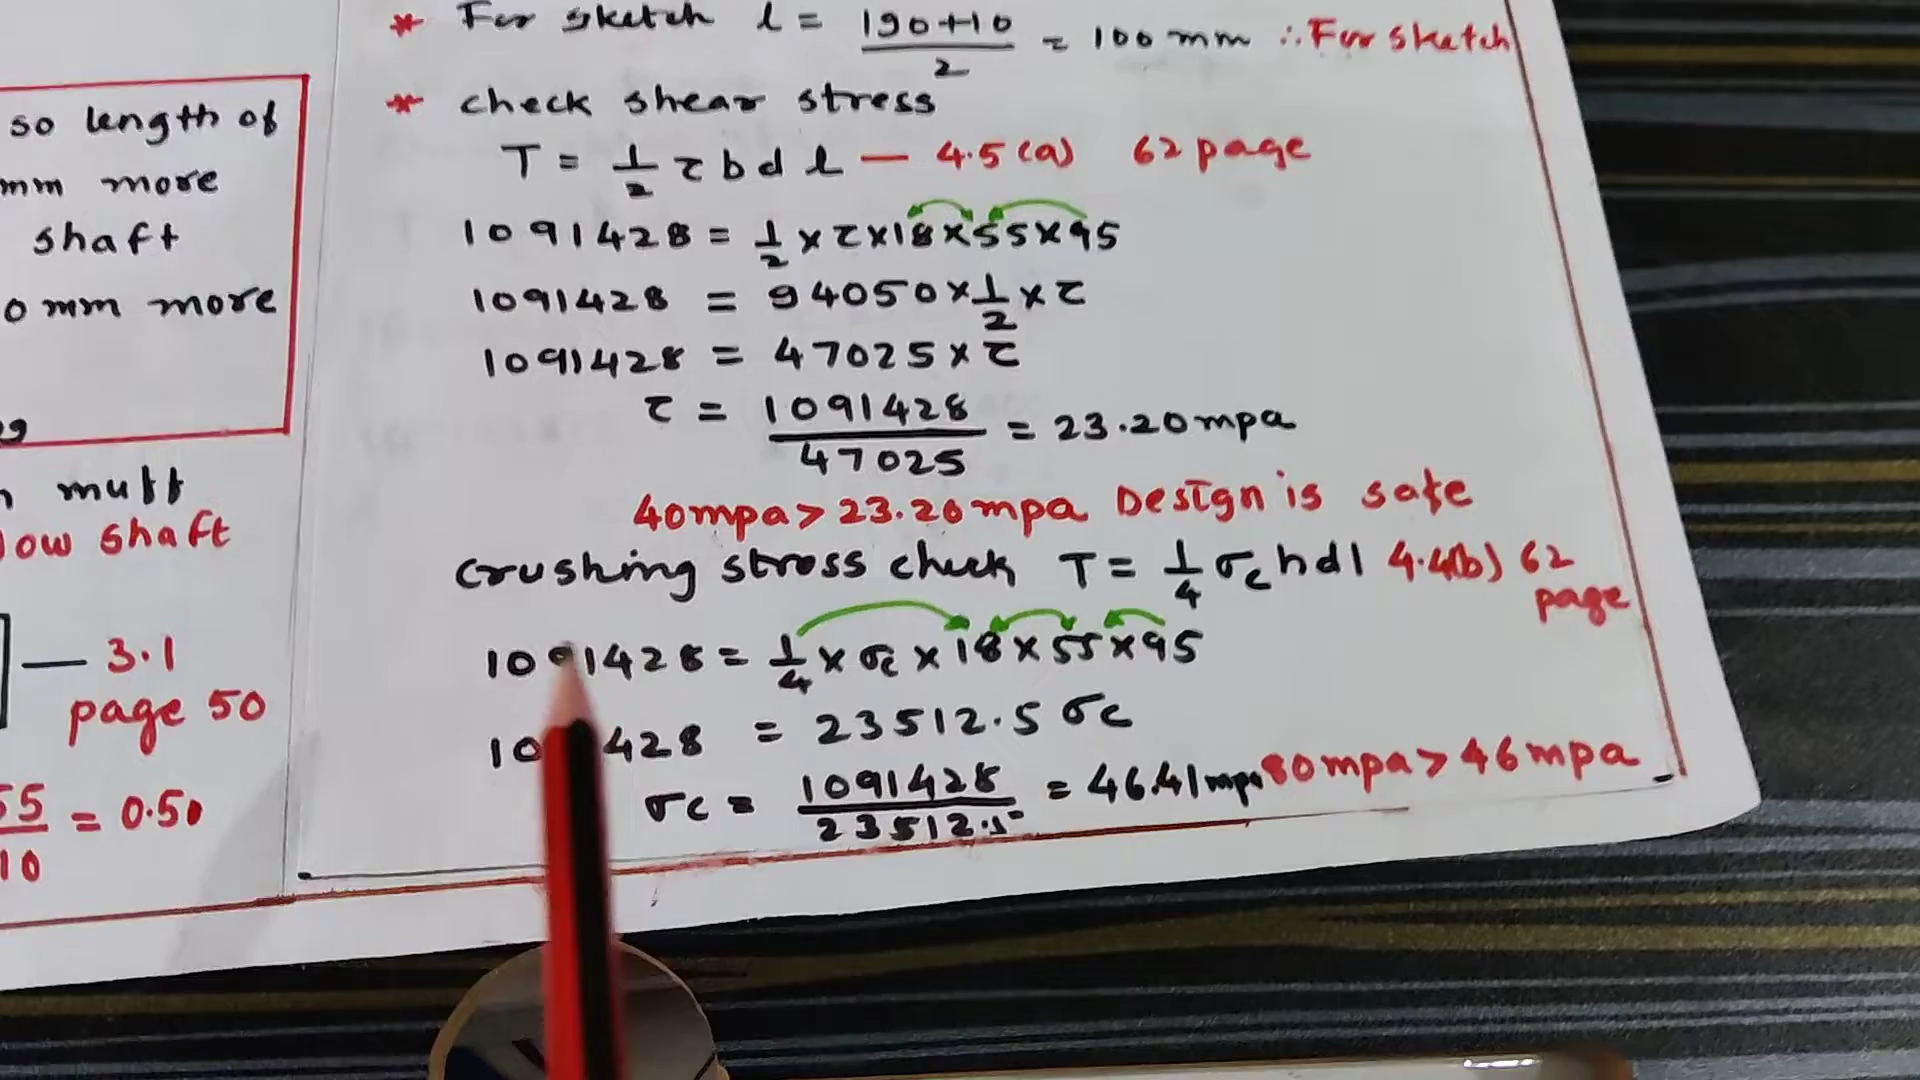 so length of
mm more
shaft
0 mm more
muff
low shaft
— 3.1
page 50
55/10 = 0.50
* For sketch l = 190+10/2 = 100 mm ∴ For sketch
* check shear stress
T = 1/2 τ b d l — 4.5 (a) 62 page
1091428 = 1/2 × τ × 18 × 55 × 95
1091428 = 94050 × 1/2 × τ
1091428 = 47025 × τ
τ = 1091428/47025 = 23.20 mpa
40mpa > 23.20 mpa Design is safe
crushing stress check T = 1/4 σc h d l 4.4(b) 62 page
1091428 = 1/4 × σc × 18 × 55 × 95
10 428 = 23512.5 σc
σc = 1091428/23512.5 = 46.41 mpa 80mpa > 46 mpa